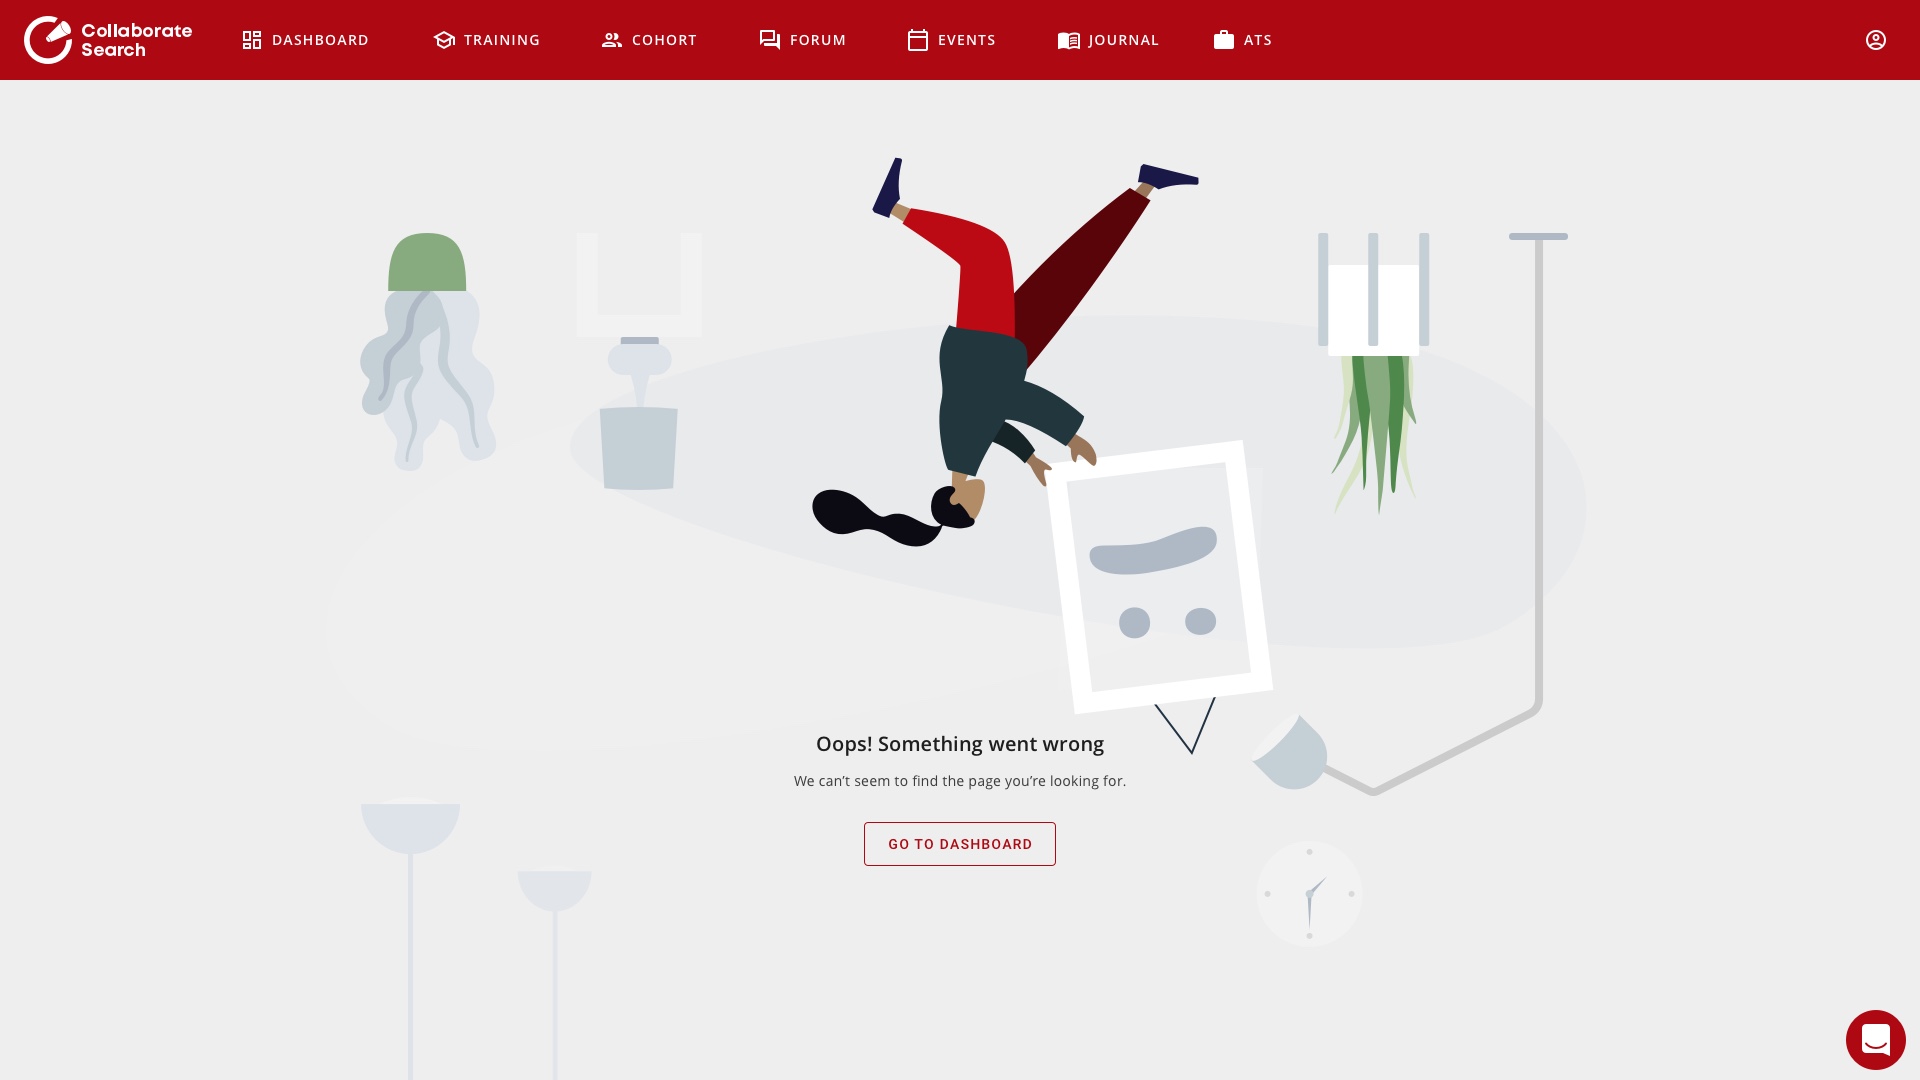 Collaborate
Search
DASHBOARD
TRAINING
COHORT
FORUM
EVENTS
JOURNAL
ATS
Oops! Something went wrong
We can’t seem to find the page you’re looking for.
GO TO DASHBOARD